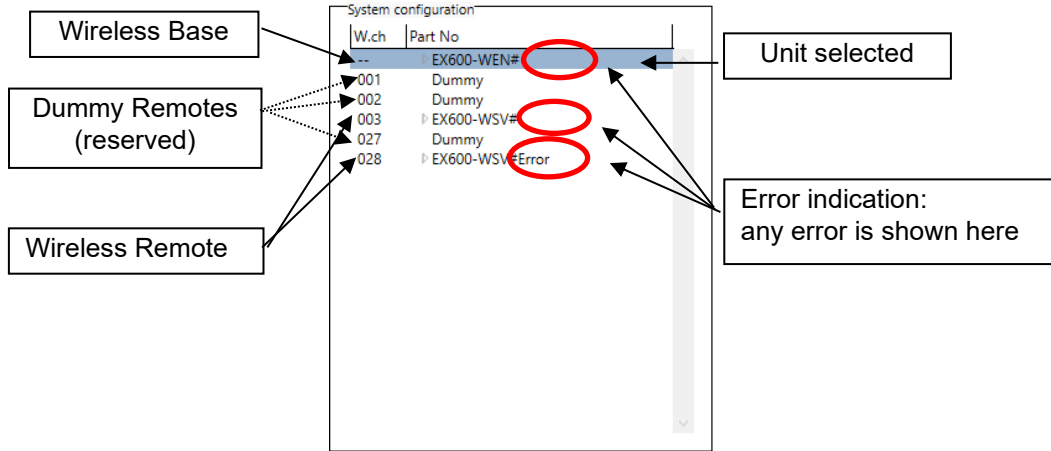 System configuration
W.ch Part No
-- EX600-WEN#
001 Dummy
002 Dummy
003 EX600-WSV#
027 Dummy
028 EX600-WSV#Error
Wireless Base
Dummy Remotes
(reserved)
Wireless Remote
Unit selected
Error indication:
any error is shown here